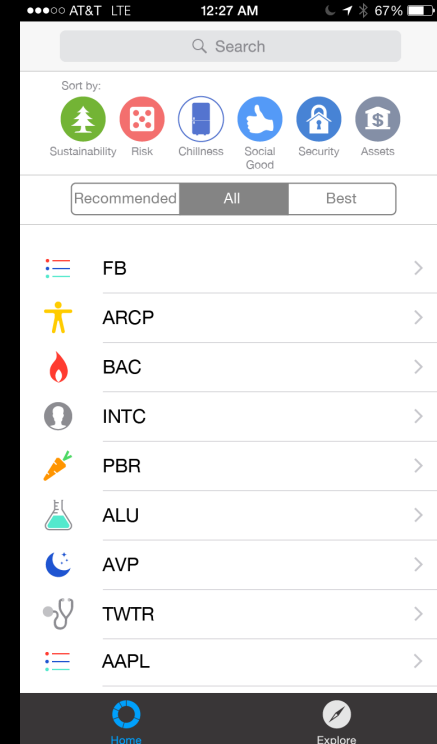 AT&T LTE 12:27 AM 67%
Search
Sort by:
Sustainability Risk Chillness Social Good Security Assets
Recommended All Best
FB
ARCP
BAC
INTC
PBR
ALU
AVP
TWTR
AAPL
Home Explore